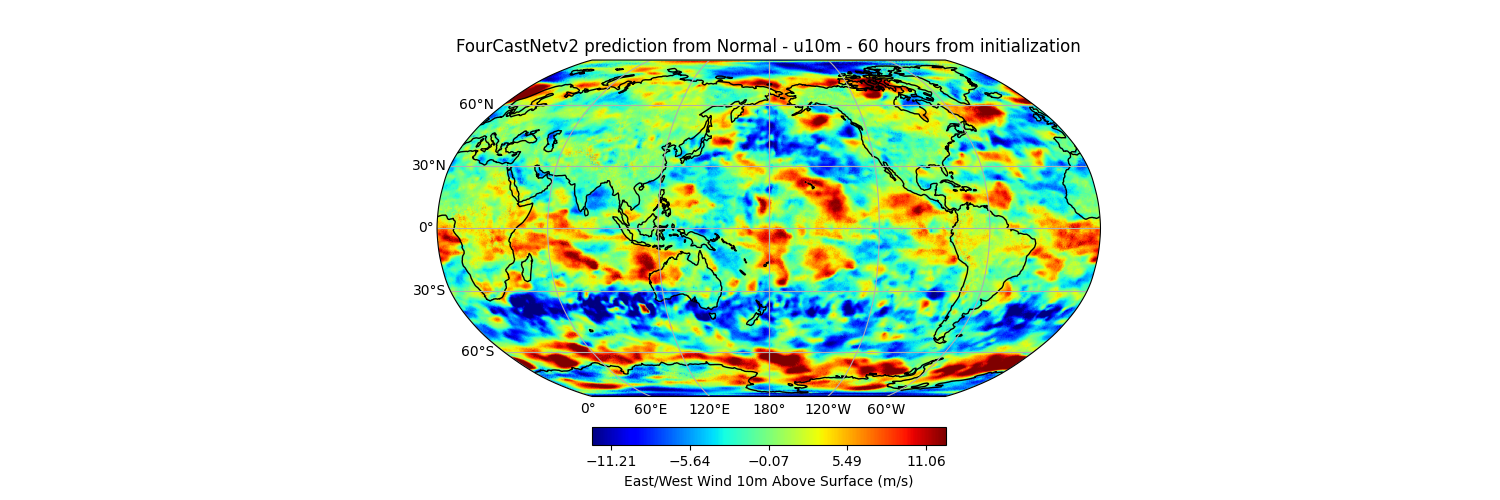 FourCastNetv2 prediction from Normal - u10m - 60 hours from initialization
60°N
30°N
0°
30°S
60°S
0° 60°E 120°E 180° 120°W 60°W
−11.21 −5.64 −0.07 5.49 11.06
East/West Wind 10m Above Surface (m/s)